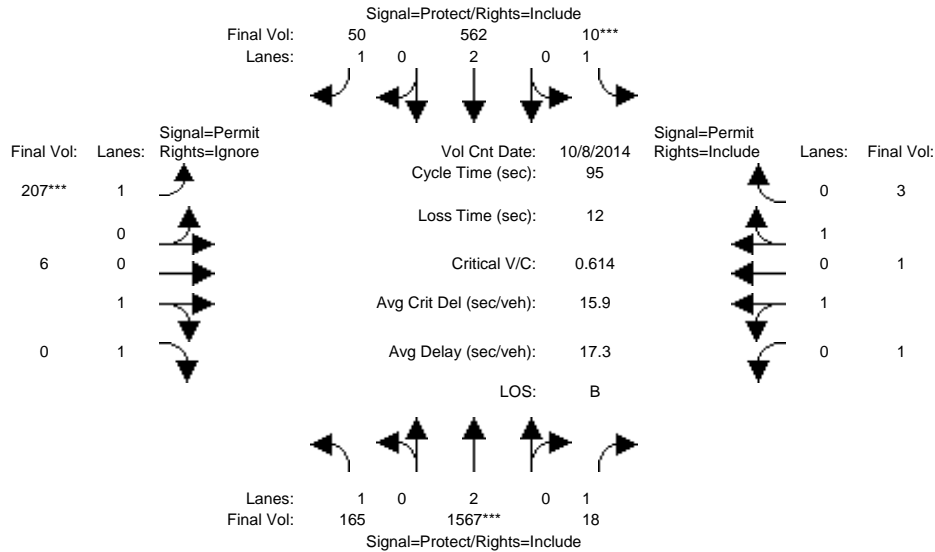 Signal=Protect/Rights=Include
Final Vol: 50 562 10***
Lanes: 1 0 2 0 1
Signal=Permit Signal=Permit
Final Vol: Lanes: Rights=Ignore Vol Cnt Date: 10/8/2014 Rights=Include Lanes: Final Vol:
Cycle Time (sec): 95
207*** 1 0 3
Loss Time (sec): 12
0 1
6 0 Critical V/C: 0.614 0 1
1 Avg Crit Del (sec/veh): 15.9 1
0 1 Avg Delay (sec/veh): 17.3 0 1
LOS: B
Lanes: 1 0 2 0 1
Final Vol: 165 1567*** 18
Signal=Protect/Rights=Include